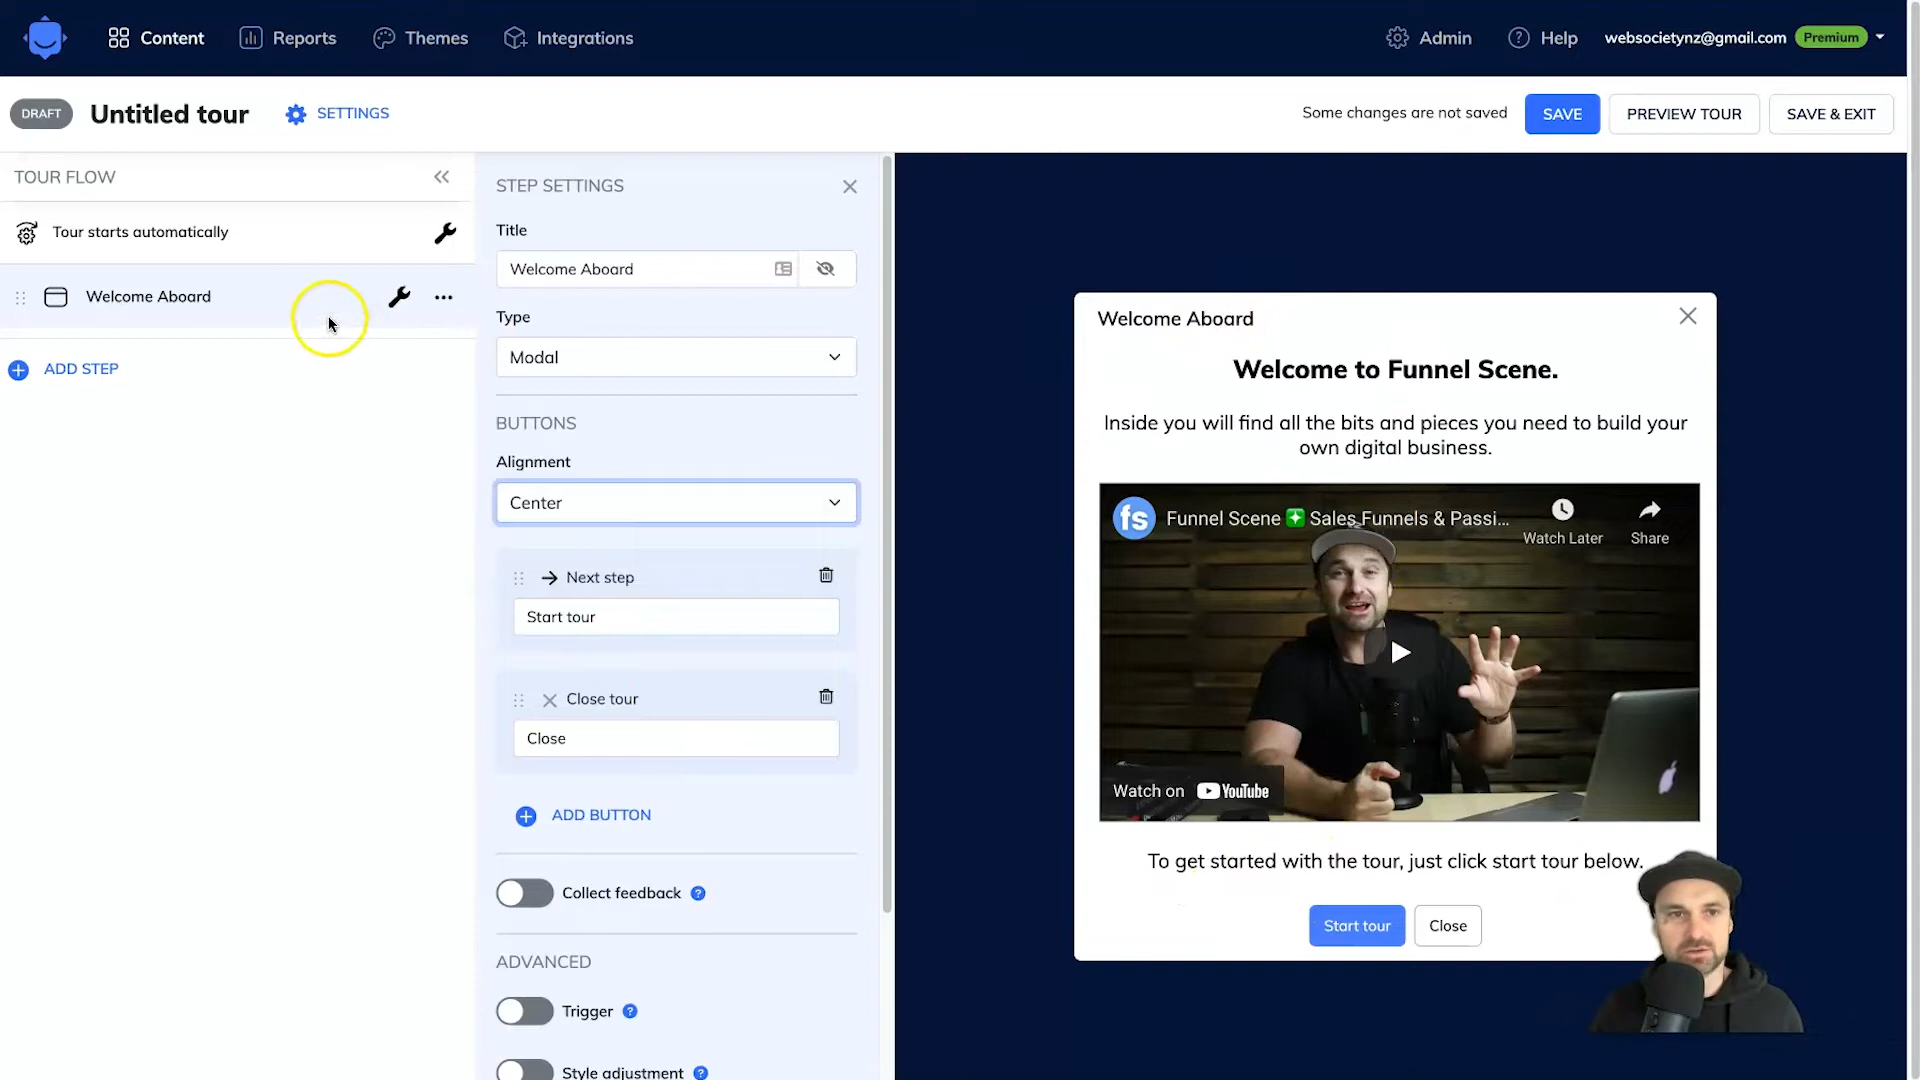 Content
Reports
Themes
Integrations
Admin
Help
websocietynz@gmail.com
Premium
DRAFT
Untitled tour
SETTINGS
Some changes are not saved
SAVE
PREVIEW TOUR
SAVE & EXIT
TOUR FLOW
Tour starts automatically
Welcome Aboard
ADD STEP
STEP SETTINGS
Title
Welcome Aboard
Type
Modal
BUTTONS
Alignment
Center
Next step
Start tour
Close tour
Close
ADD BUTTON
Collect feedback ?
ADVANCED
Trigger ?
Style adjustment ?
Welcome Aboard
Welcome to Funnel Scene.
Inside you will find all the bits and pieces you need to build your
own digital business.
fs
Funnel Scene ✨ Sales Funnels & Passi...
Watch Later
Share
Watch on YouTube
To get started with the tour, just click start tour below.
Start tour
Close